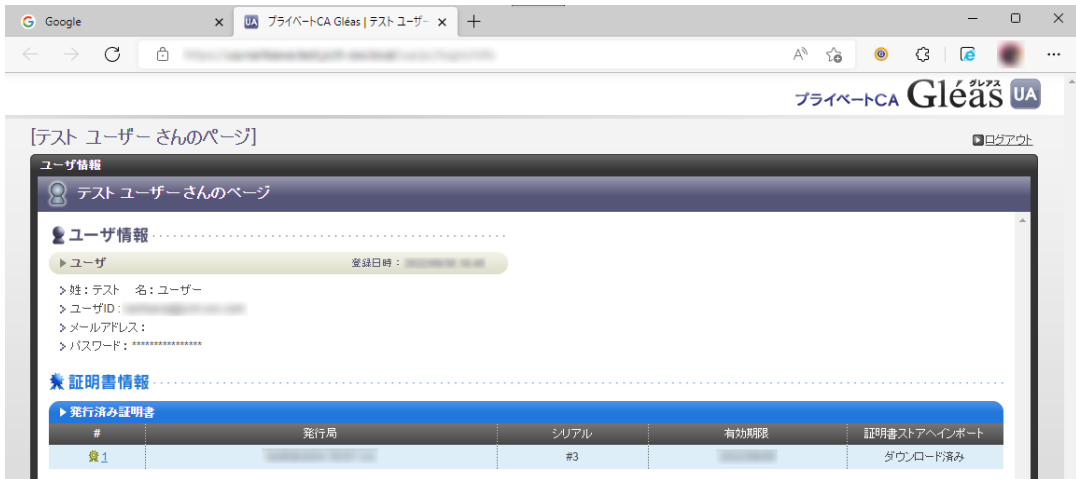 Google
プライベートCA Gléas | テスト ユーザー
プライベートCA Gléas グレアス UA
[テスト ユーザー さんのページ]
ログアウト
ユーザ情報
テスト ユーザー さんのページ
ユーザ情報
ユーザ 登録日時：
姓：テスト 名：ユーザー
ユーザID：
メールアドレス：
パスワード：***************
証明書情報
発行済み証明書
# 発行局 シリアル 有効期限 証明書ストアへインポート
1 #3 ダウンロード済み